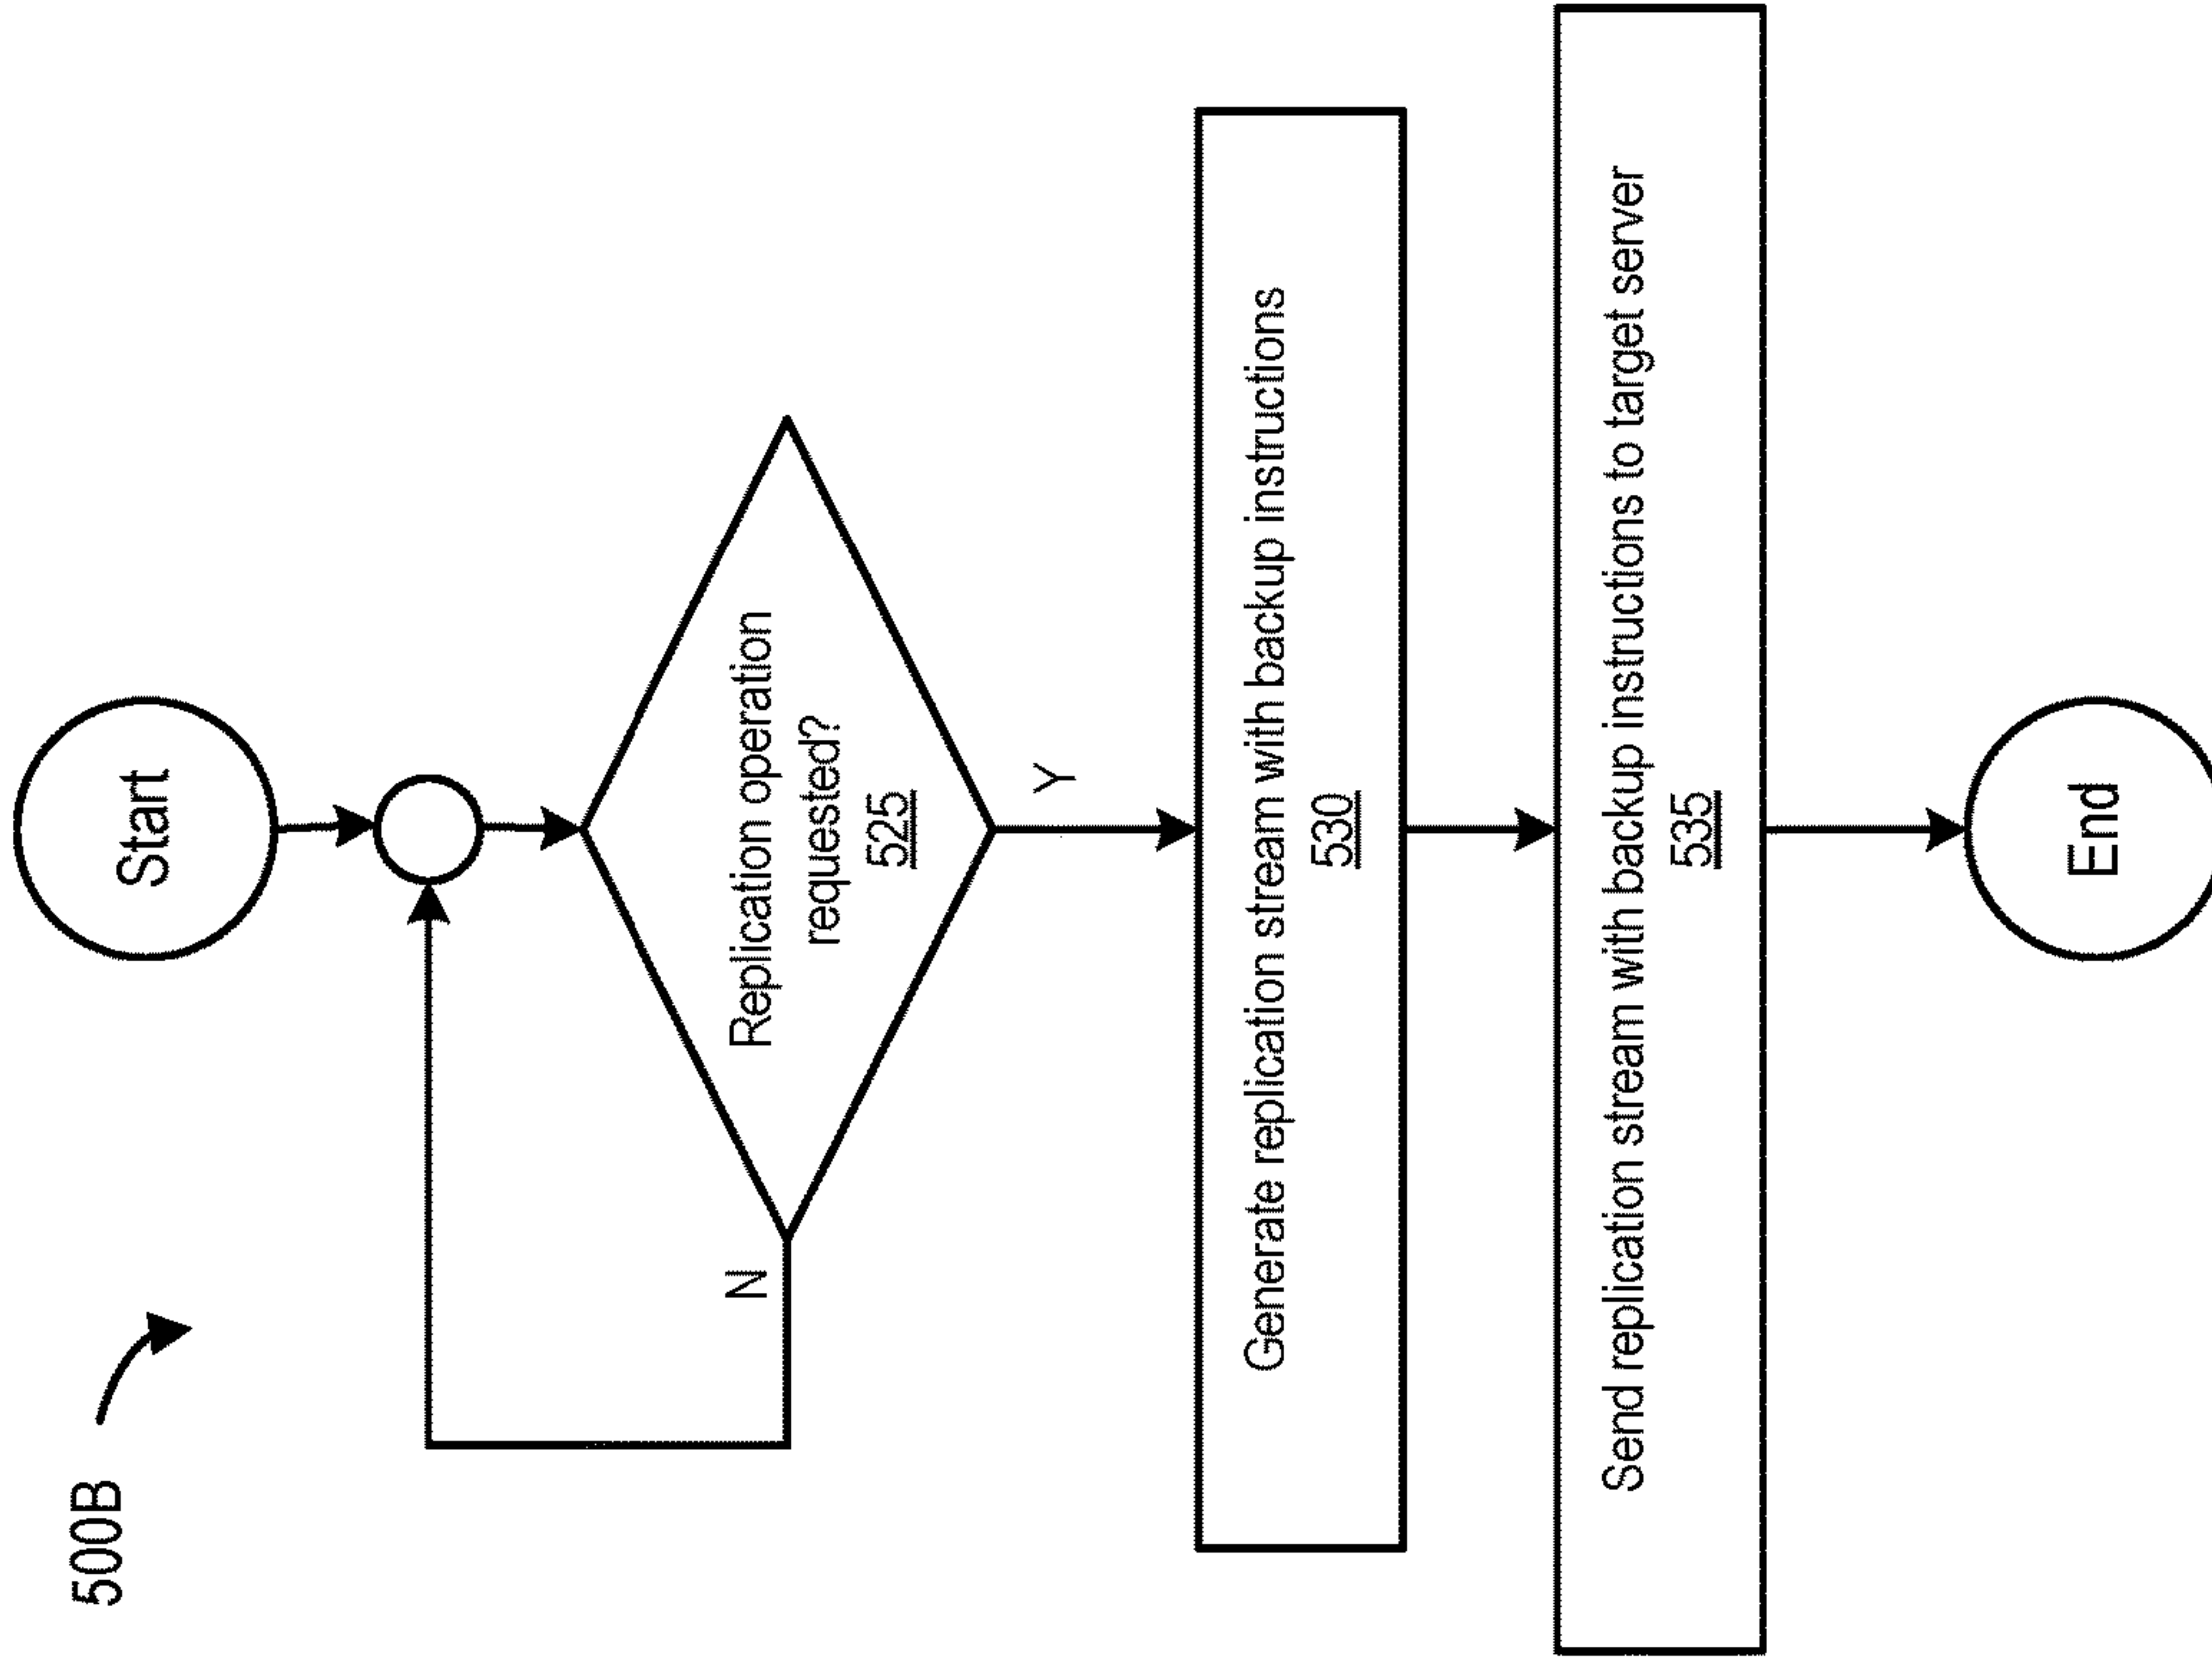 500B
Start
Replication operation
requested?
525
N
Y
Generate replication stream with backup instructions
530
Send replication stream with backup instructions to target server
535
End